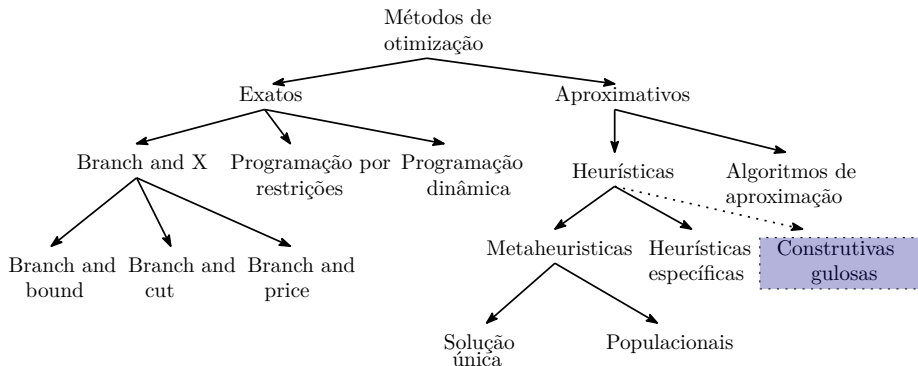 Métodos de
otimização
Exatos
Aproximativos
Branch and X
Programação por
restrições
Programação
dinâmica
Heurísticas
Algoritmos de
aproximação
Branch and
bound
Branch and
cut
Branch and
price
Metaheuristicas
Heurísticas
específicas
Construtivas
gulosas
Solução
única
Populacionais